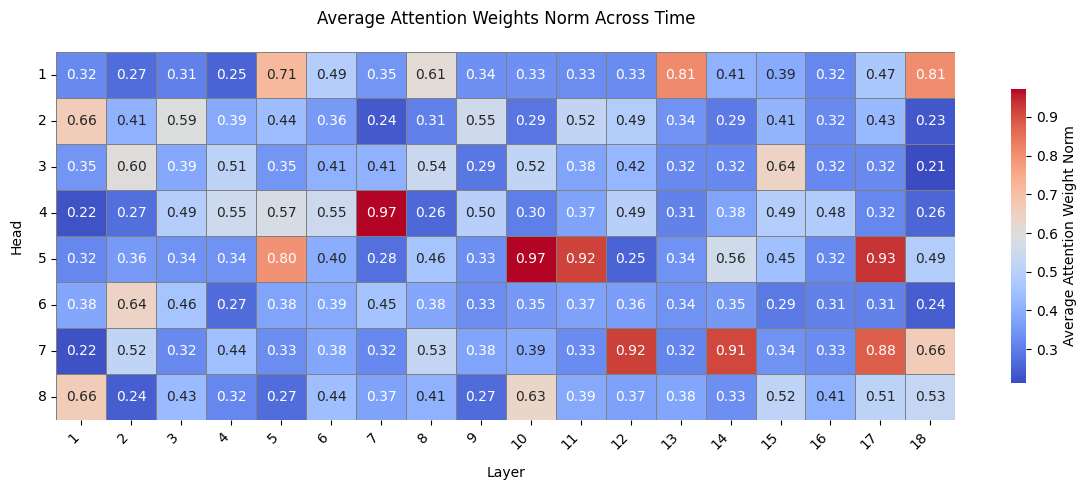 Average Attention Weights Norm Across Time
1 0.32 0.27 0.31 0.25 0.71 0.49 0.35 0.61 0.34 0.33 0.33 0.33 0.81 0.41 0.39 0.32 0.47 0.81
2 0.66 0.41 0.59 0.39 0.44 0.36 0.24 0.31 0.55 0.29 0.52 0.49 0.34 0.29 0.41 0.32 0.43 0.23
3 0.35 0.60 0.39 0.51 0.35 0.41 0.41 0.54 0.29 0.52 0.38 0.42 0.32 0.32 0.64 0.32 0.32 0.21
4 0.22 0.27 0.49 0.55 0.57 0.55 0.97 0.26 0.50 0.30 0.37 0.49 0.31 0.38 0.49 0.48 0.32 0.26
5 0.32 0.36 0.34 0.34 0.80 0.40 0.28 0.46 0.33 0.97 0.92 0.25 0.34 0.56 0.45 0.32 0.93 0.49
6 0.38 0.64 0.46 0.27 0.38 0.39 0.45 0.38 0.33 0.35 0.37 0.36 0.34 0.35 0.29 0.31 0.31 0.24
7 0.22 0.52 0.32 0.44 0.33 0.38 0.32 0.53 0.38 0.39 0.33 0.92 0.32 0.91 0.34 0.33 0.88 0.66
8 0.66 0.24 0.43 0.32 0.27 0.44 0.37 0.41 0.27 0.63 0.39 0.37 0.38 0.33 0.52 0.41 0.51 0.53
1 2 3 4 5 6 7 8 9 10 11 12 13 14 15 16 17 18
Layer
Head
0.9
0.8
0.7
0.6
0.5
0.4
0.3
Average Attention Weight Norm